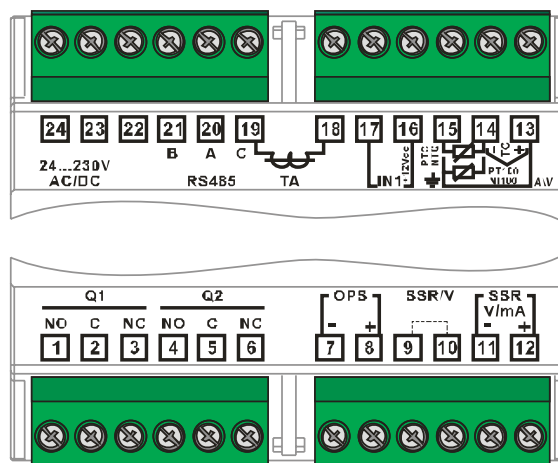 24 23 22 21 20 19 18 17 16 15 14 13
B A C
24...230V
AC/DC
RS485
TA
IN1
+12Vcc
PTC
NTC
- TC +
PT100
NI100
A/V
Q1 Q2 OPS SSR/V SSR
V/mA
NO C NC NO C NC - + - +
1 2 3 4 5 6 7 8 9 10 11 12